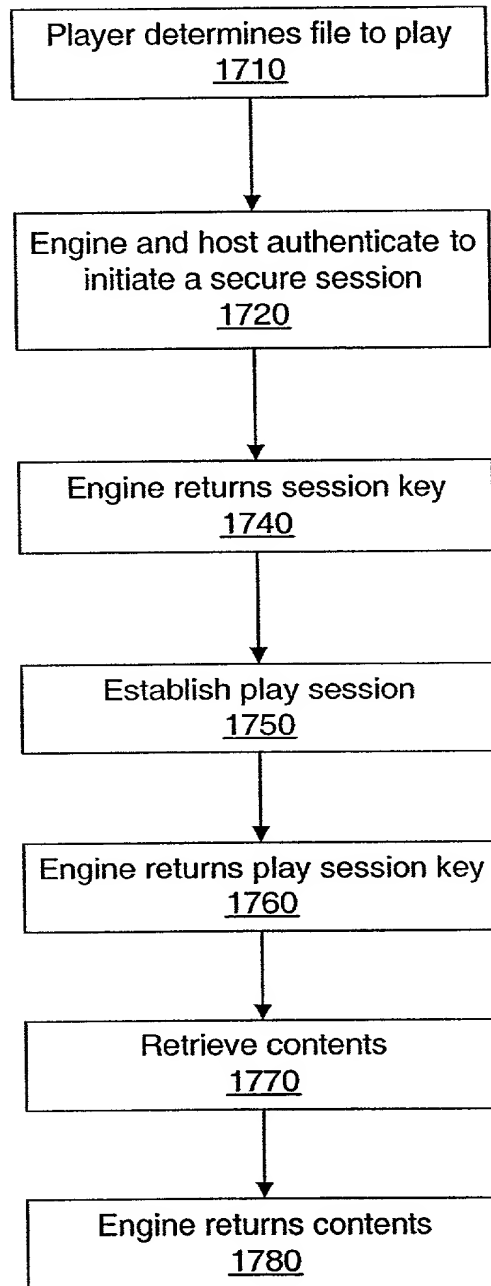 Player determines file to play
1710
Engine and host authenticate to
initiate a secure session
1720
Engine returns session key
1740
Establish play session
1750
Engine returns play session key
1760
Retrieve contents
1770
Engine returns contents
1780